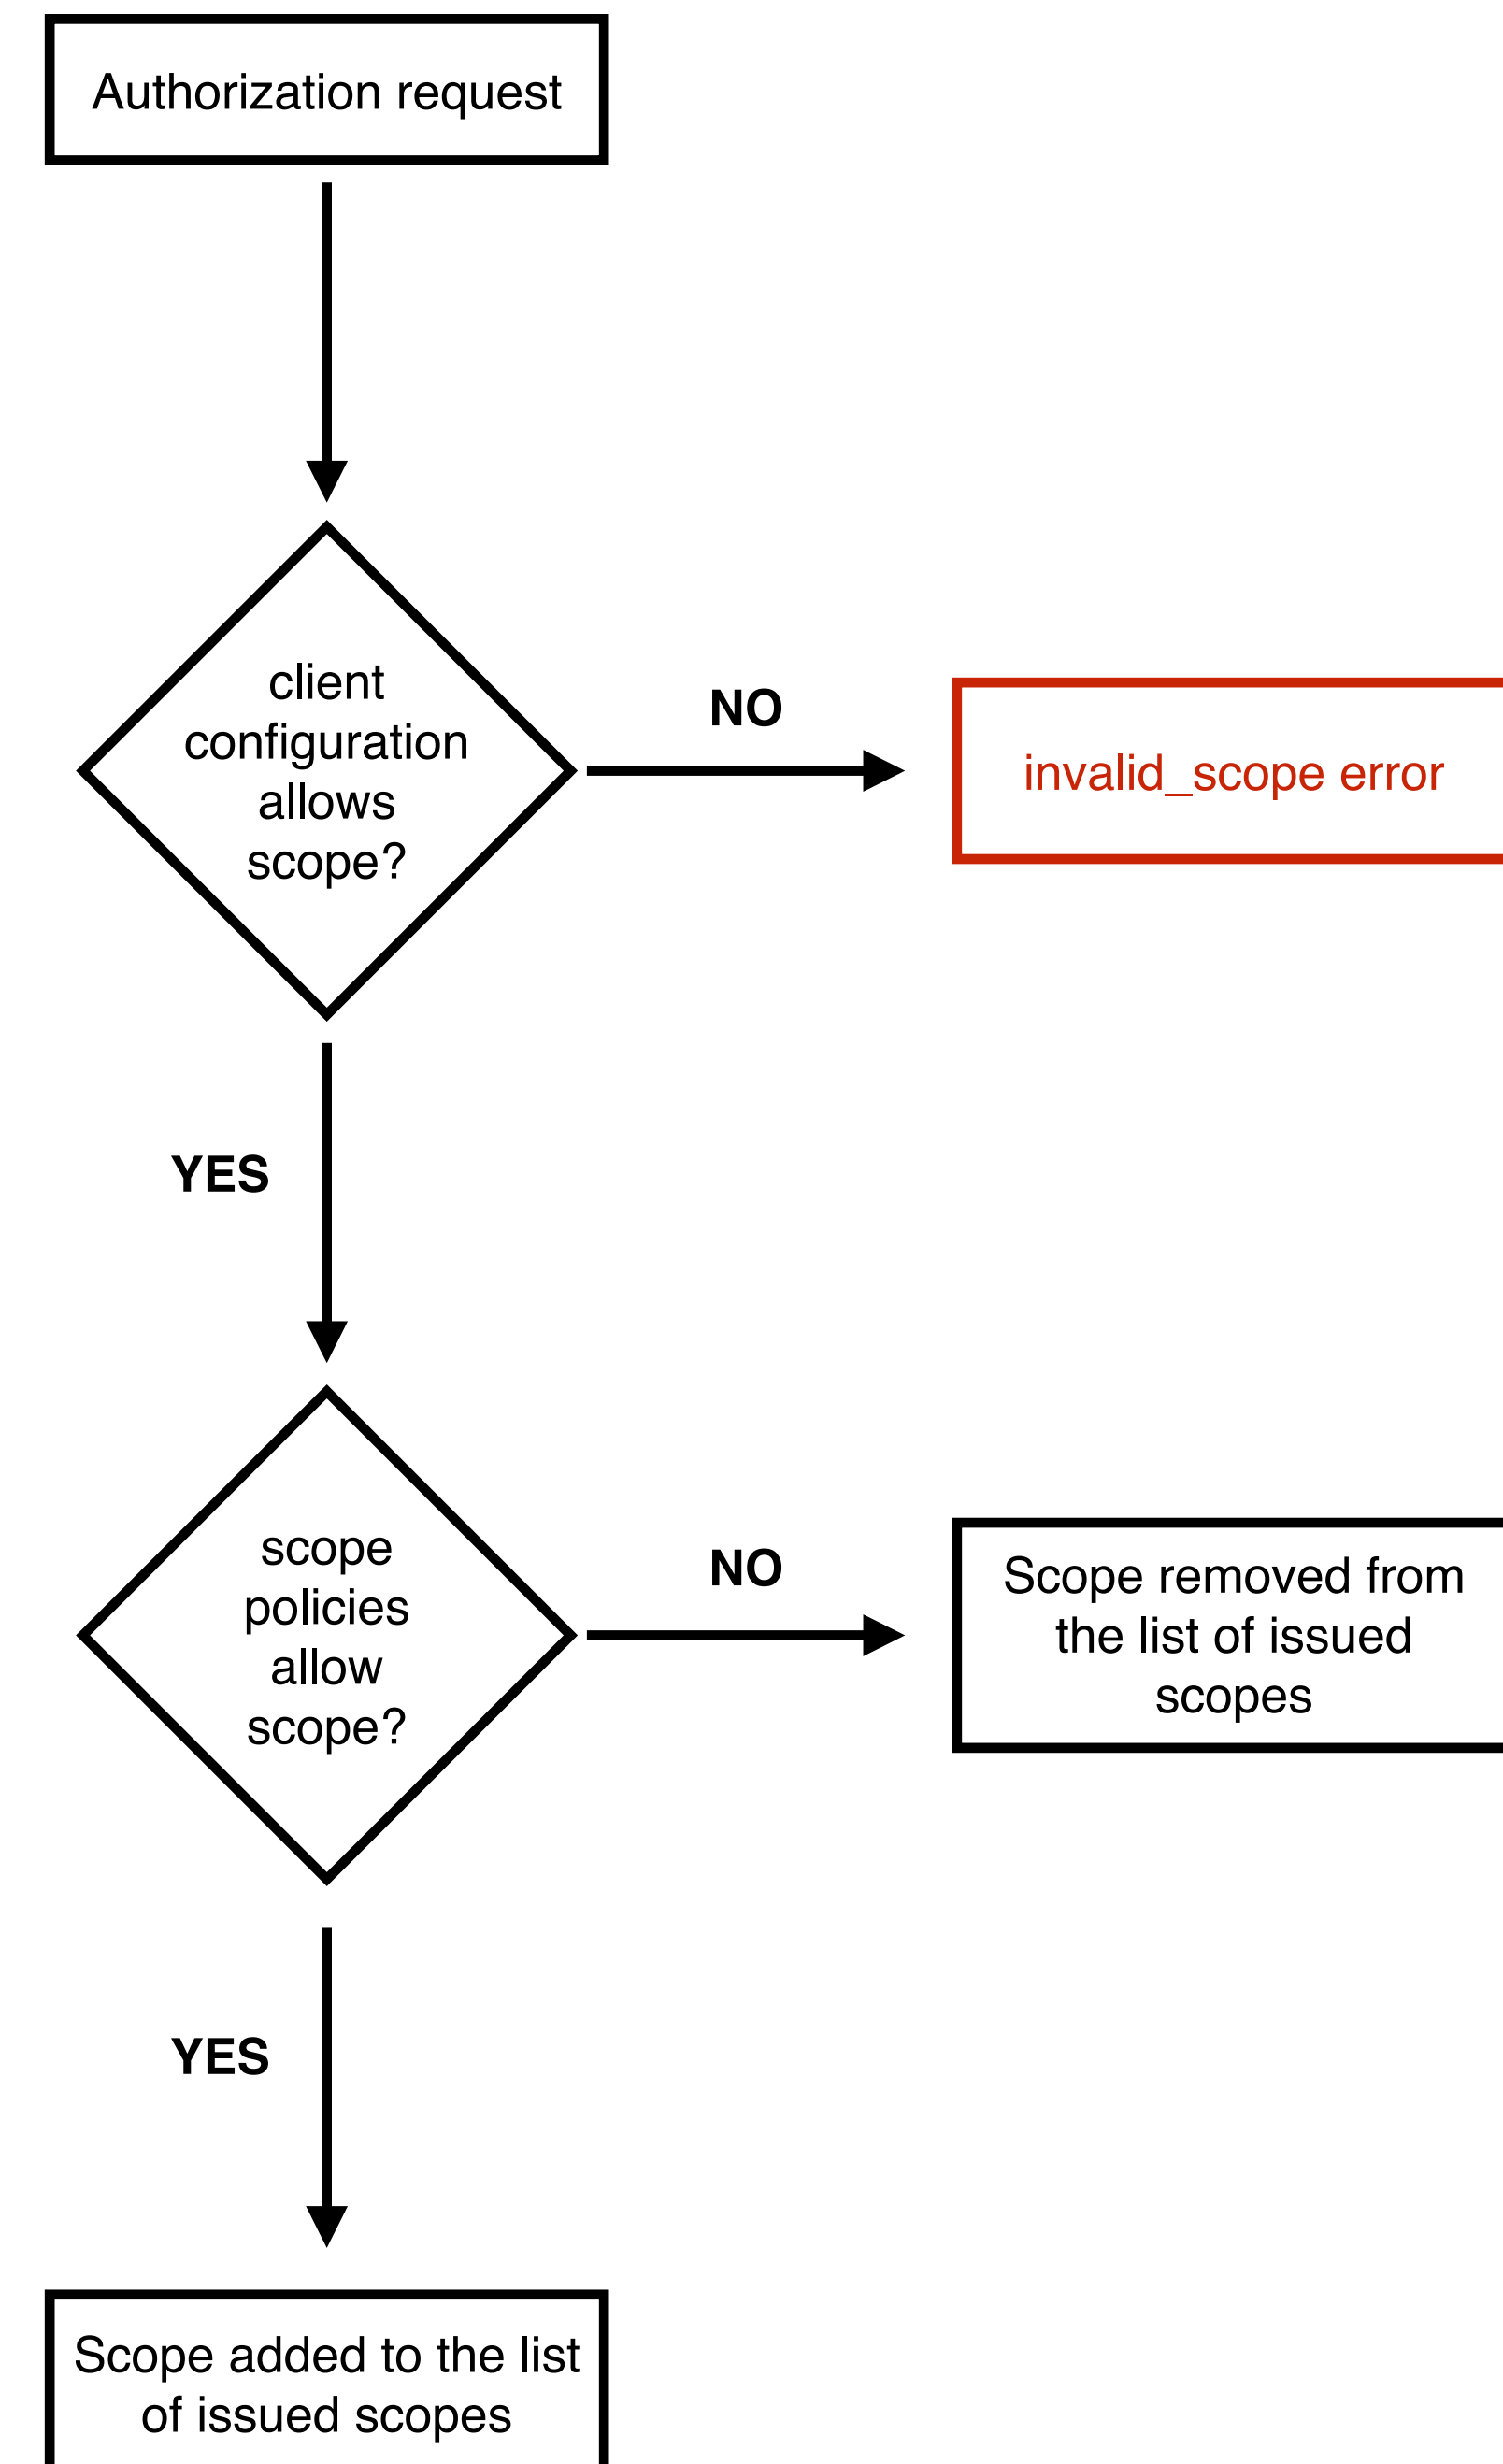 Authorization request
client
configuration
allows
scope?
NO
invalid_scope error
YES
scope
policies
allow
scope?
NO
Scope removed from
the list of issued
scopes
YES
Scope added to the list
of issued scopes